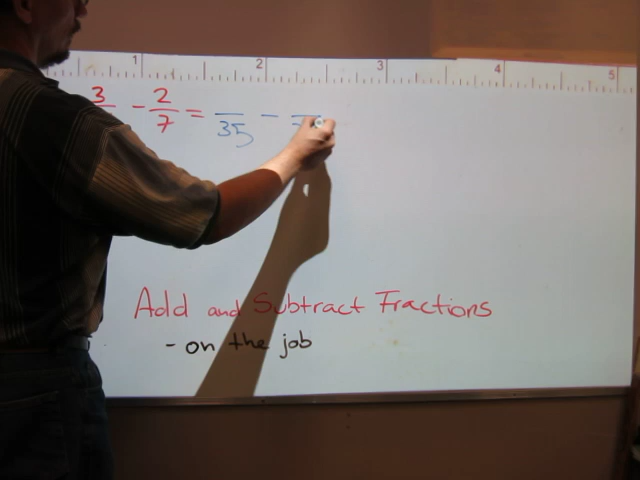 1 2 3 4 5
3 - 2/7 = /35 -
Add and Subtract Fractions
- on the job